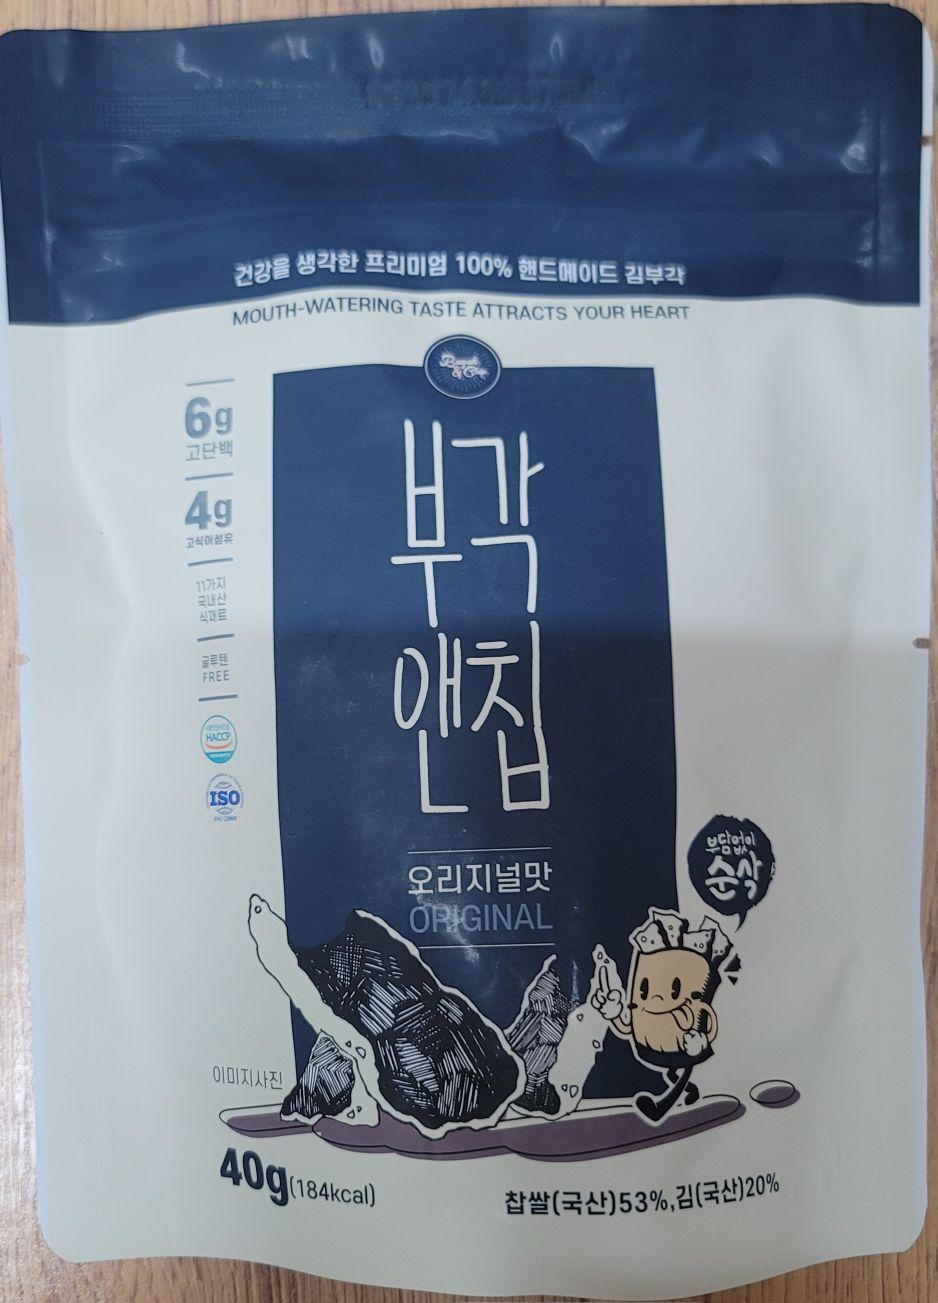 건강을 생각한 프리미엄 100% 핸드메이드 김부각
MOUTH-WATERING TASTE ATTRACTS YOUR HEART
6g
고단백
4g
고식이섬유
11가지
국내산
식재료
글루텐
FREE
HACCP
ISO
부각
앤칩
오리지널맛
ORIGINAL
부담없이
순삭
이미지사진
40g(184kcal)
찹쌀(국산)53%,김(국산)20%